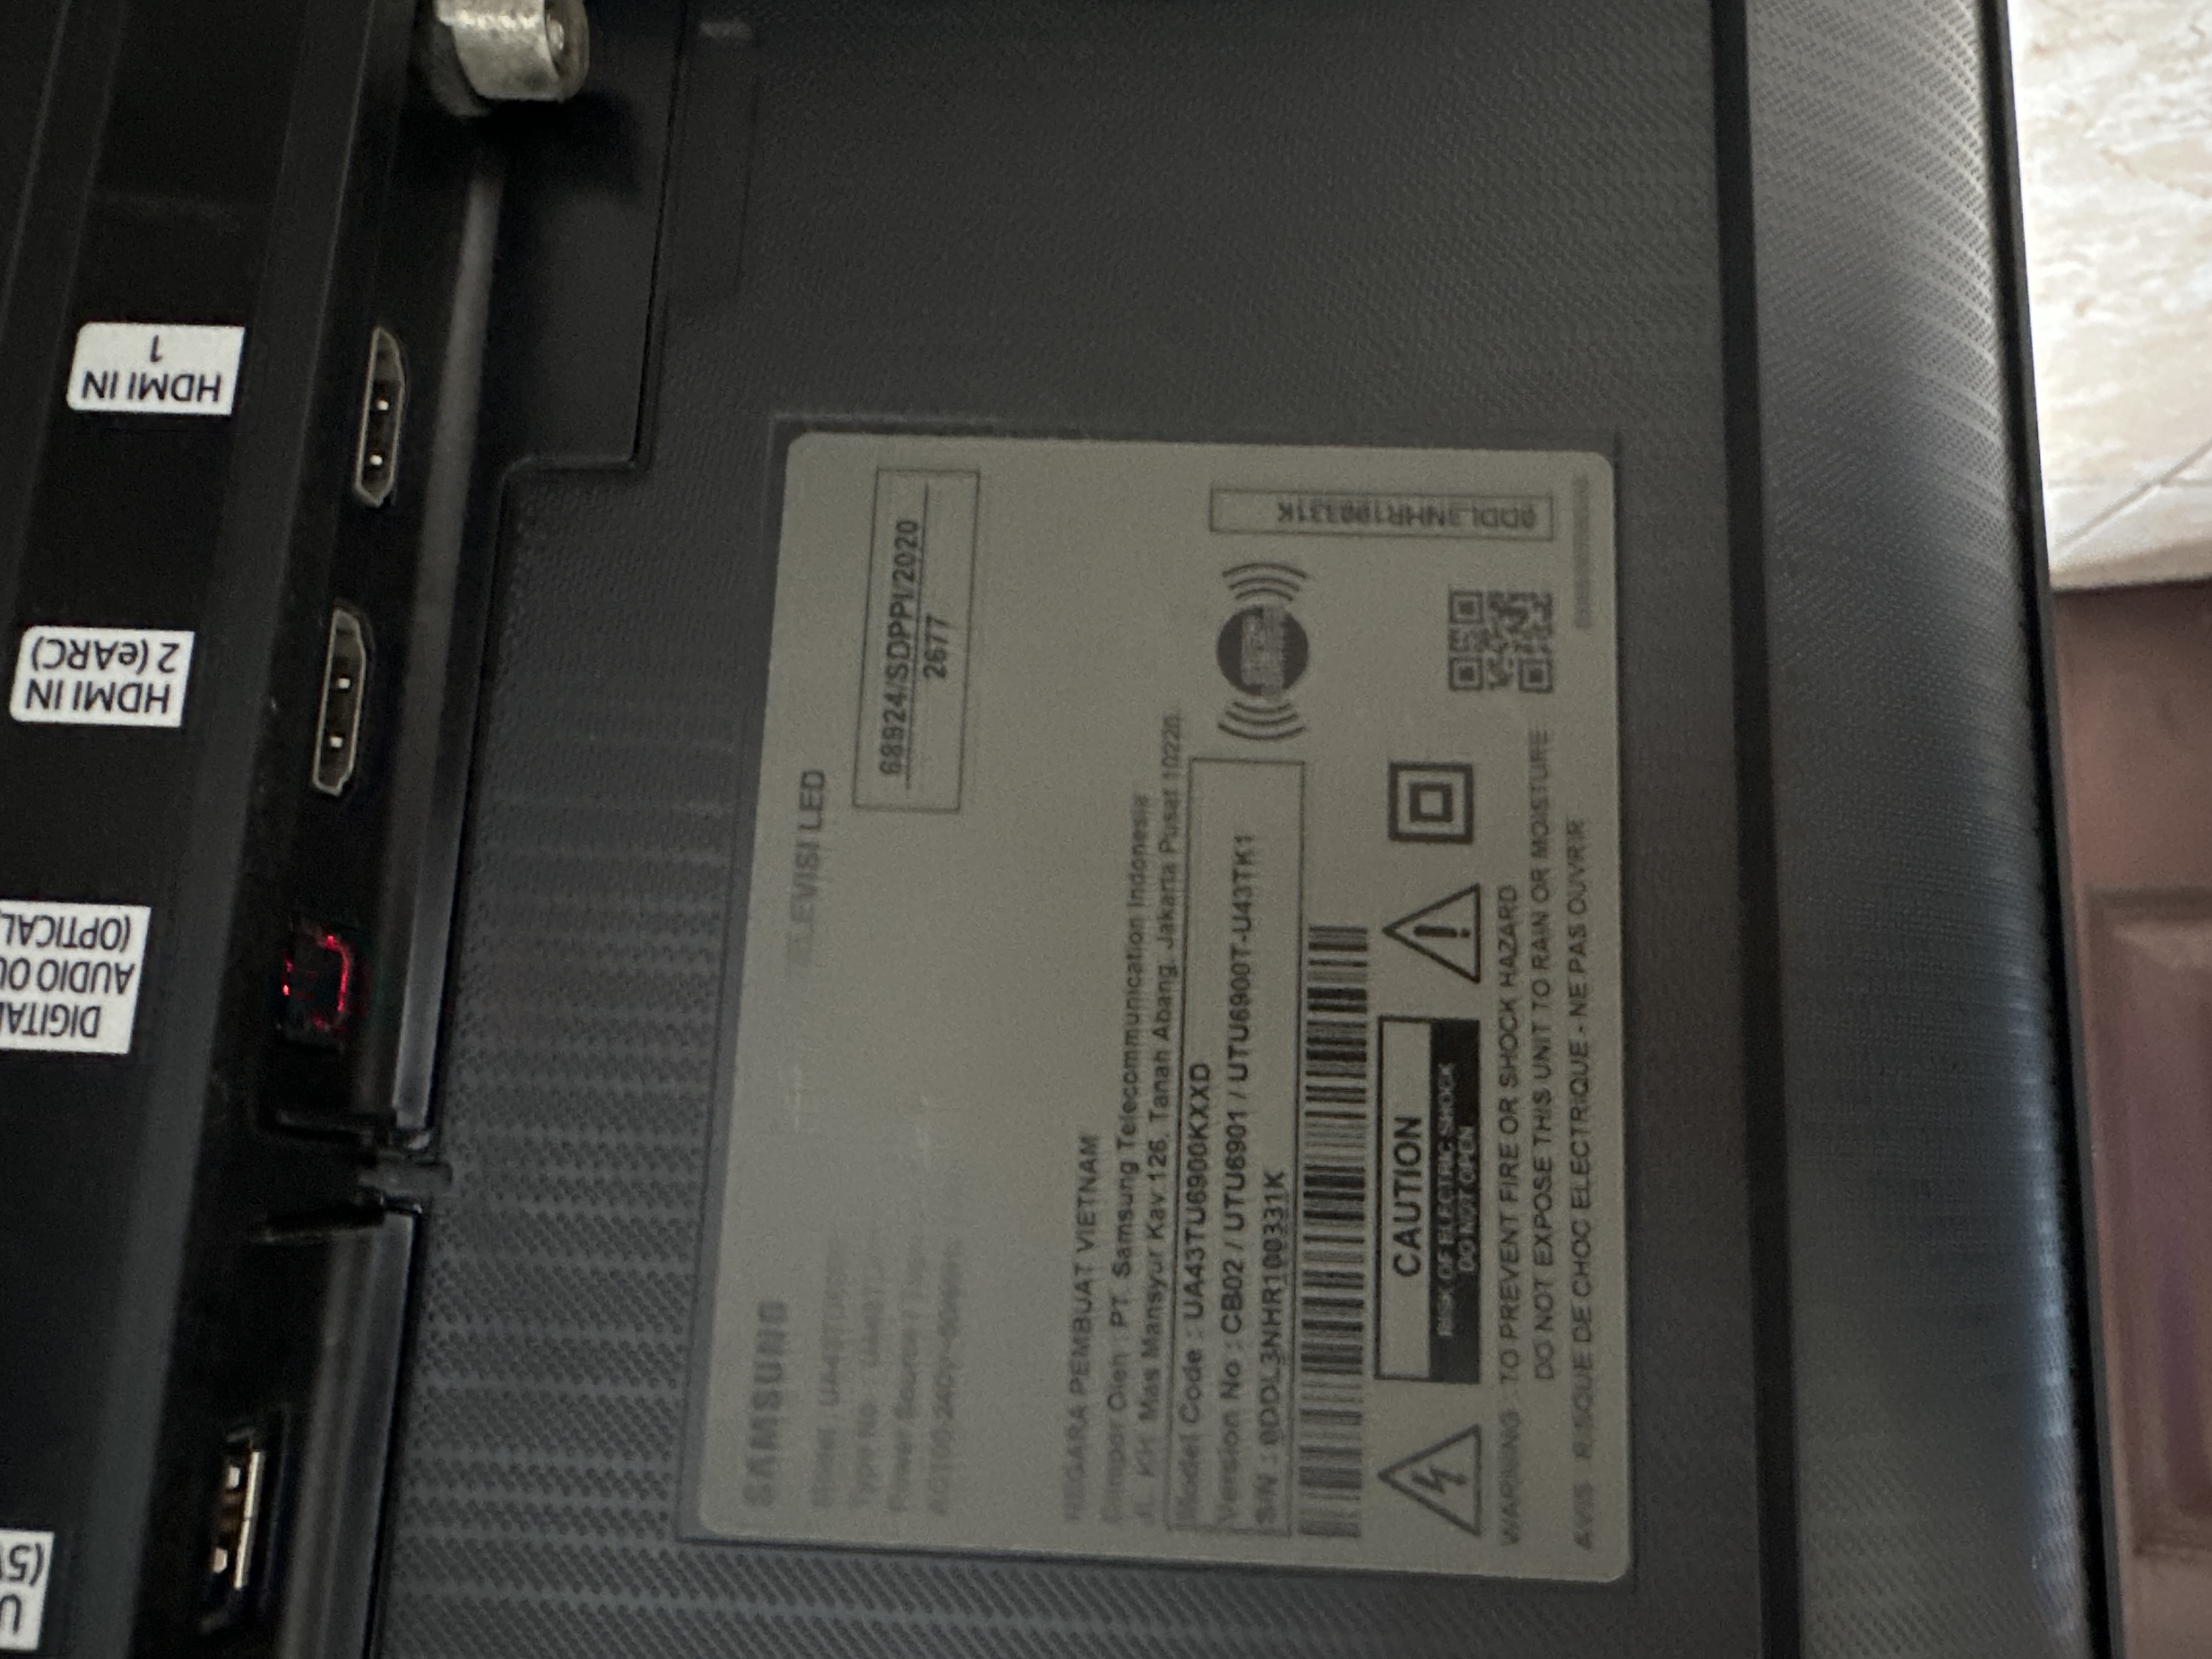 SAMSUNG
TELEVISI LED
68924/SDPPI/2020
2677
NEGARA PEMBUAT VIETNAM
Diimpor Oleh : PT. Samsung Telecommunication Indonesia
JL. KH. Mas Mansyur Kav.126, Tanah Abang, Jakarta Pusat 10220.
Model Code : UA43TU6900KXXD
Version No : CB02 / UTU6901 / UTU6900T-U43TK1
S/N : 0DDL3NHR100331K
CAUTION
RISK OF ELECTRIC SHOCK
DO NOT OPEN
WARNING : TO PREVENT FIRE OR SHOCK HAZARD
DO NOT EXPOSE THIS UNIT TO RAIN OR MOISTURE
AVIS : RISQUE DE CHOC ELECTRIQUE - NE PAS OUVRIR
0DDL3NHR100331K
DIGITAL
AUDIO OU
(OPTICAL
HDMI IN
2 (eARC)
HDMI IN
1